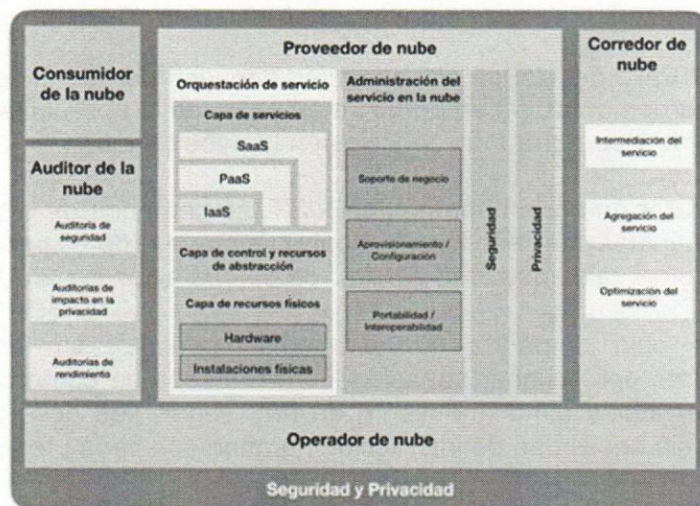 Consumidor
de la nube
Auditor de la
nube
Auditoría de
seguridad
Auditorías de
impacto en la
privacidad
Auditorías de
rendimiento
Proveedor de nube
Orquestación de servicio
Capa de servicios
SaaS
PaaS
IaaS
Capa de control y recursos
de abstracción
Capa de recursos físicos
Hardware
Instalaciones físicas
Administración del
servicio en la nube
Soporte de negocio
Aprovisionamiento /
Configuración
Portabilidad /
Interoperabilidad
Seguridad
Privacidad
Corredor de
nube
Intermediación del
servicio
Agregación del
servicio
Optimización del
servicio
Operador de nube
Seguridad y Privacidad